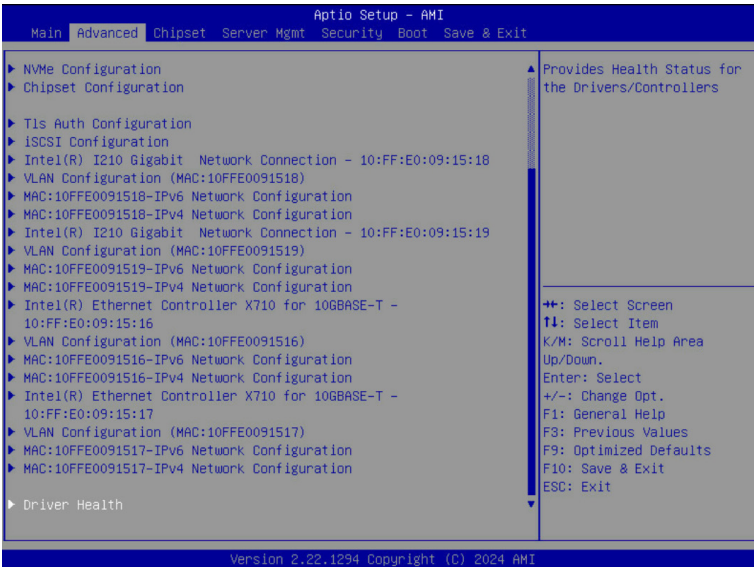 Aptio Setup – AMI
Main Advanced Chipset Server Mgmt Security Boot Save & Exit
NVMe Configuration
Chipset Configuration
Tls Auth Configuration
iSCSI Configuration
Intel(R) I210 Gigabit  Network Connection – 10:FF:E0:09:15:18
VLAN Configuration (MAC:10FFE0091518)
MAC:10FFE0091518-IPv6 Network Configuration
MAC:10FFE0091518-IPv4 Network Configuration
Intel(R) I210 Gigabit  Network Connection – 10:FF:E0:09:15:19
VLAN Configuration (MAC:10FFE0091519)
MAC:10FFE0091519-IPv6 Network Configuration
MAC:10FFE0091519-IPv4 Network Configuration
Intel(R) Ethernet Controller X710 for 10GBASE-T –
10:FF:E0:09:15:16
VLAN Configuration (MAC:10FFE0091516)
MAC:10FFE0091516-IPv6 Network Configuration
MAC:10FFE0091516-IPv4 Network Configuration
Intel(R) Ethernet Controller X710 for 10GBASE-T –
10:FF:E0:09:15:17
VLAN Configuration (MAC:10FFE0091517)
MAC:10FFE0091517-IPv6 Network Configuration
MAC:10FFE0091517-IPv4 Network Configuration
Driver Health
Provides Health Status for
the Drivers/Controllers
→←: Select Screen
↑↓: Select Item
K/M: Scroll Help Area
Up/Down.
Enter: Select
+/-: Change Opt.
F1: General Help
F3: Previous Values
F9: Optimized Defaults
F10: Save & Exit
ESC: Exit
Version 2.22.1294 Copyright (C) 2024 AMI